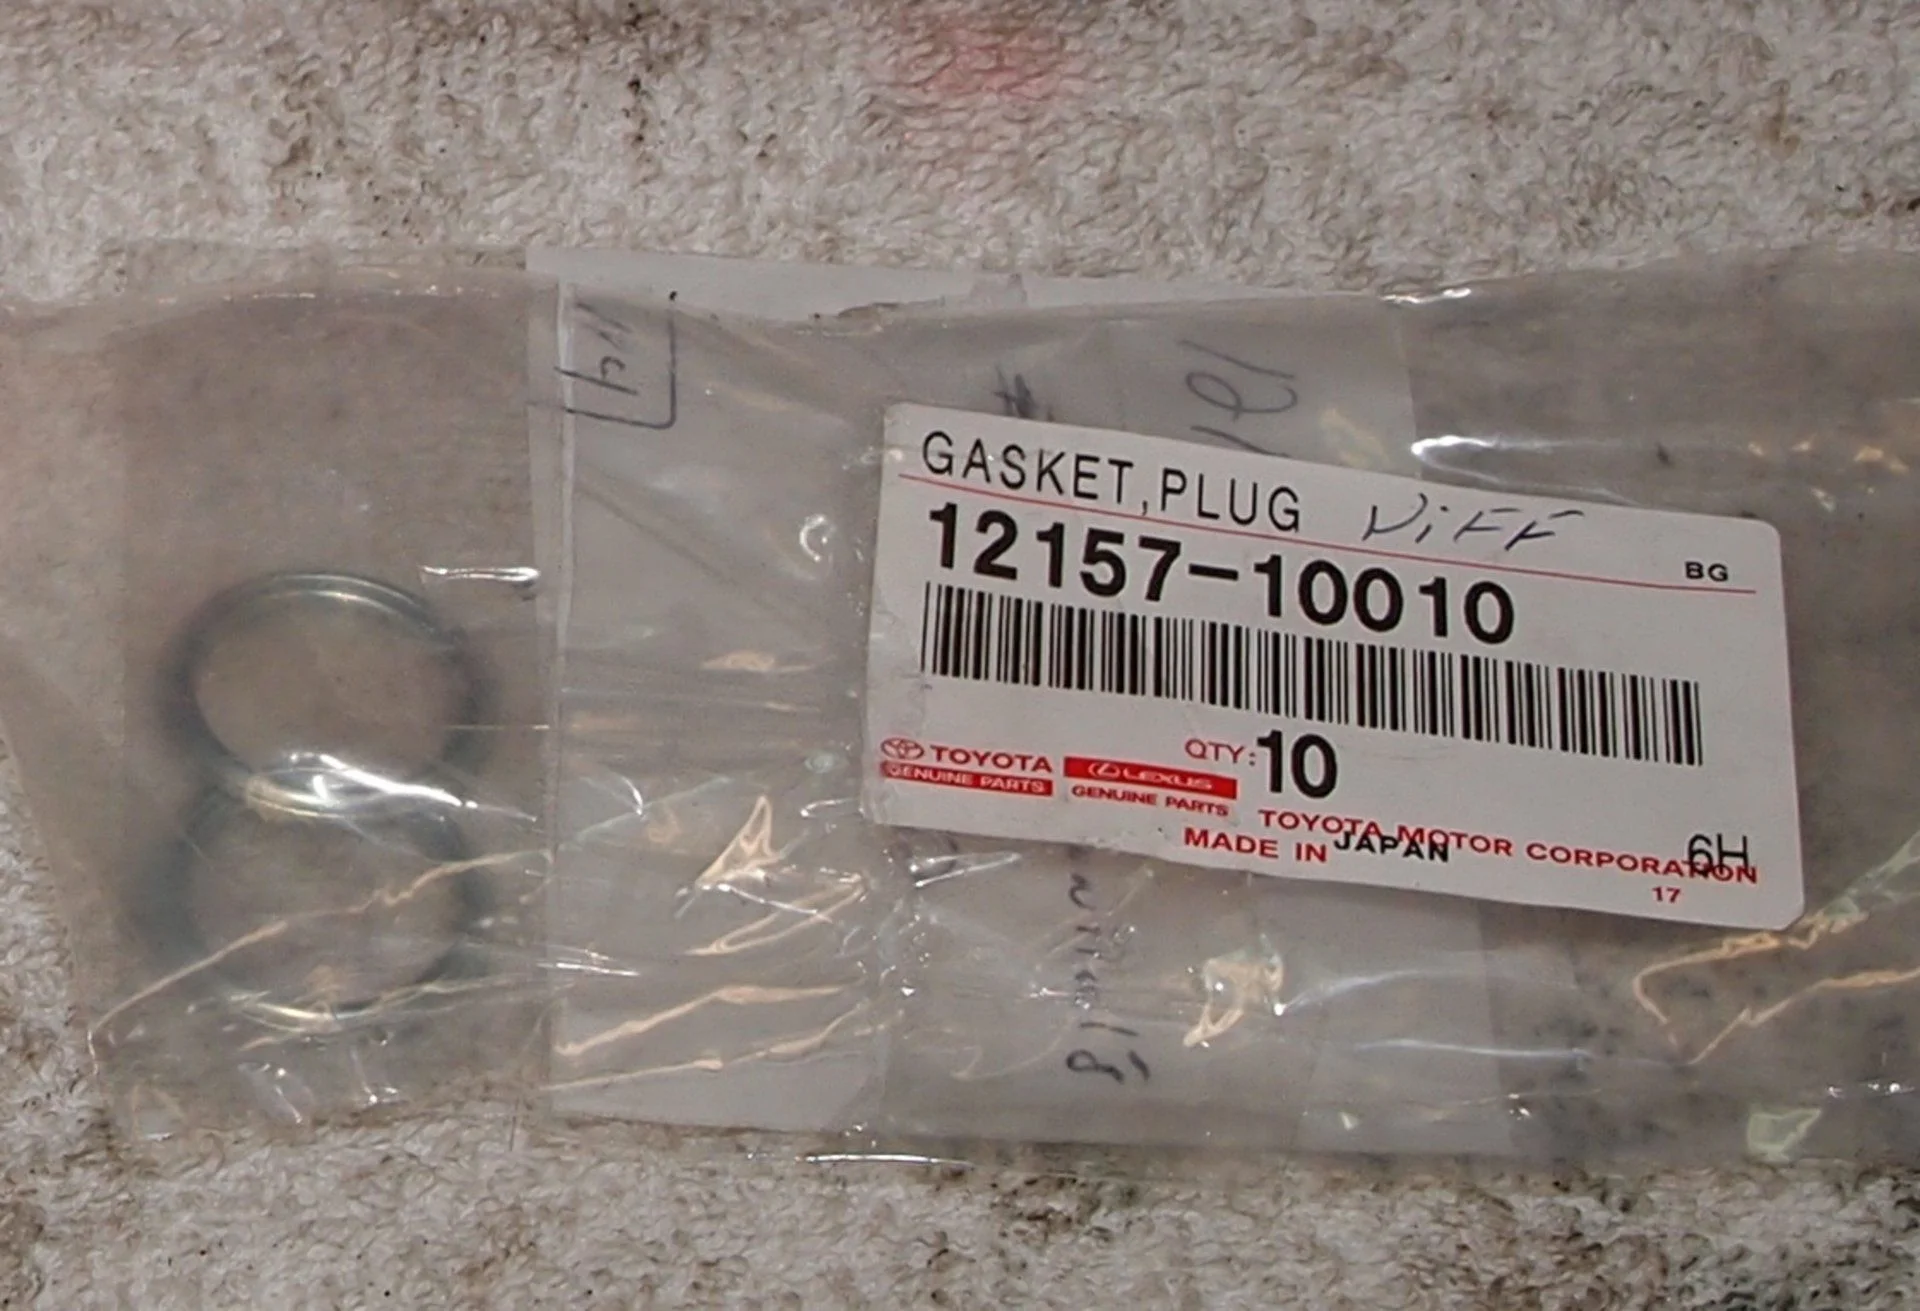 GASKET,PLUG DiFF
BG
12157-10010
QTY:10
TOYOTA
GENUINE PARTS
LEXUS
GENUINE PARTS
TOYOTA MOTOR CORPORATION
MADE IN JAPAN
6H
17